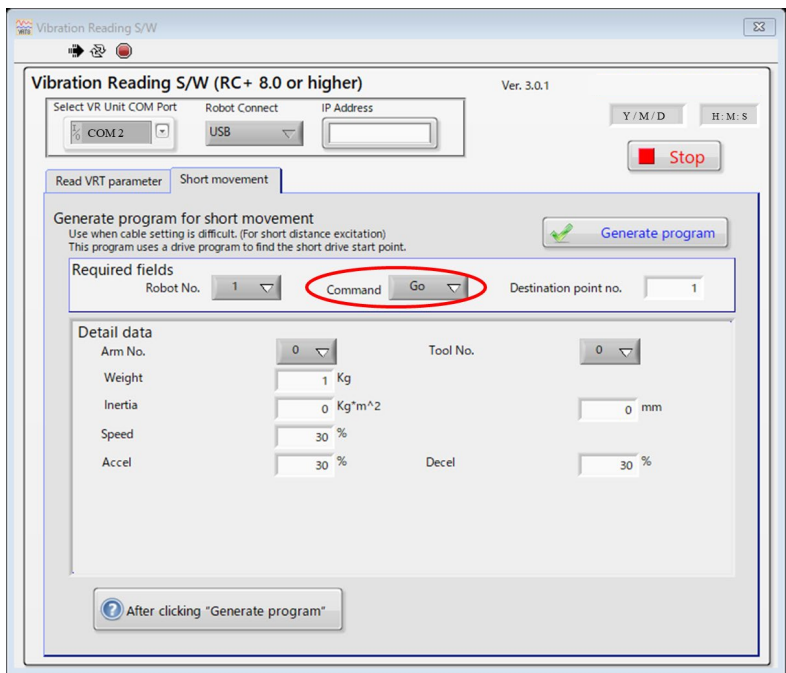 Vibration Reading S/W
Vibration Reading S/W (RC+ 8.0 or higher)
Ver. 3.0.1
Select VR Unit COM Port
Robot Connect
IP Address
COM 2
USB
Y/M/D
H:M:S
Stop
Read VRT parameter
Short movement
Generate program for short movement
Use when cable setting is difficult. (For short distance excitation)
This program uses a drive program to find the short drive start point.
Generate program
Required fields
Robot No. 1
Command Go
Destination point no. 1
Detail data
Arm No. 0
Tool No. 0
Weight 1 Kg
Inertia 0 Kg*m^2
0 mm
Speed 30 %
Accel 30 %
Decel 30 %
After clicking "Generate program"